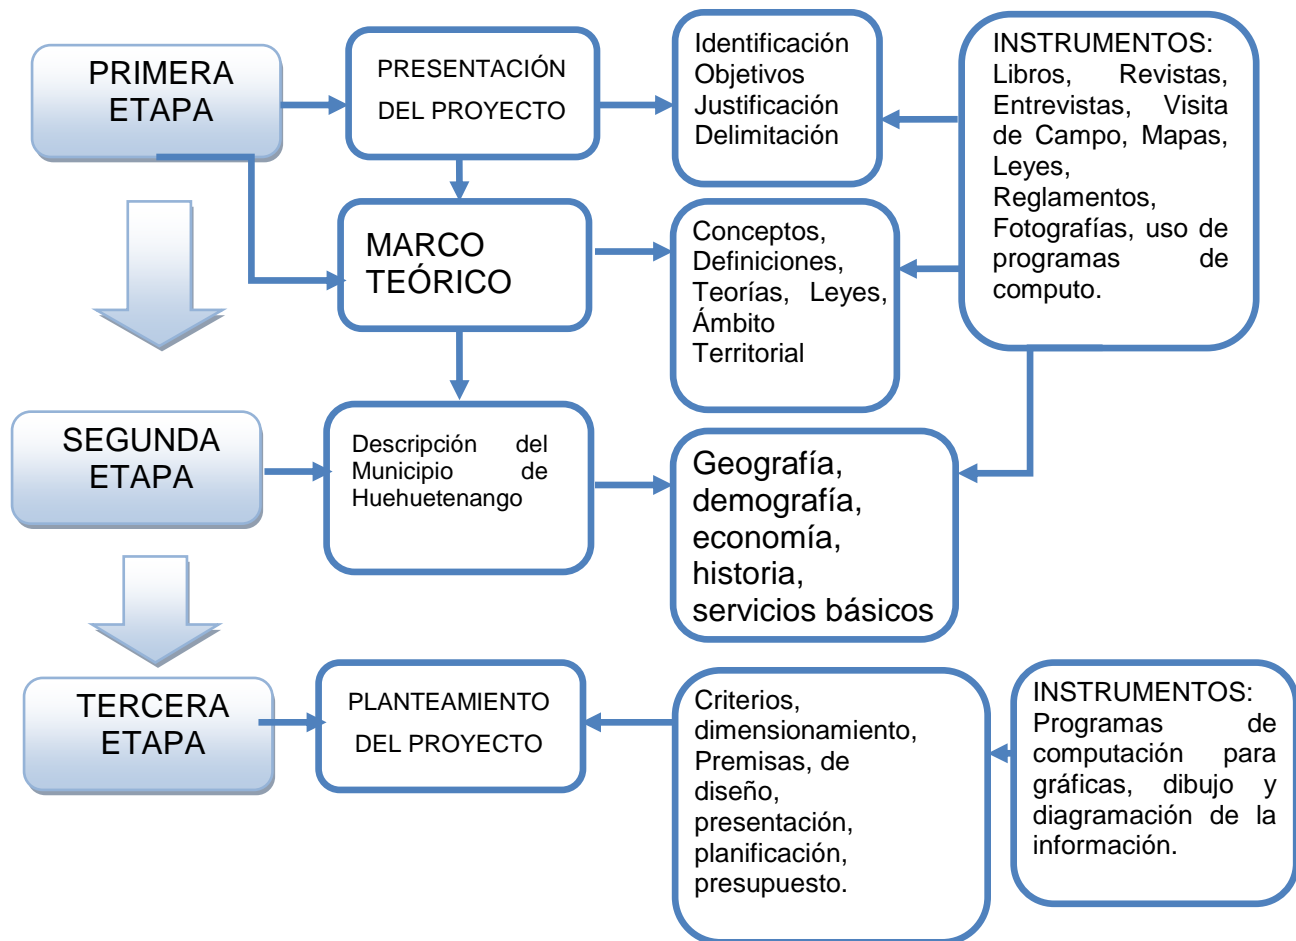 PRIMERA
ETAPA
PRESENTACIÓN
DEL PROYECTO
Identificación
Objetivos
Justificación
Delimitación
INSTRUMENTOS:
Libros, Revistas,
Entrevistas, Visita
de Campo, Mapas,
Leyes,
Reglamentos,
Fotografías, uso de
programas de
computo.
MARCO
TEÓRICO
Conceptos,
Definiciones,
Teorías, Leyes,
Ámbito
Territorial
SEGUNDA
ETAPA
Descripción del
Municipio de
Huehuetenango
Geografía,
demografía,
economía,
historia,
servicios básicos
TERCERA
ETAPA
PLANTEAMIENTO
DEL PROYECTO
Criterios,
dimensionamiento,
Premisas, de
diseño,
presentación,
planificación,
presupuesto.
INSTRUMENTOS:
Programas de
computación para
gráficas, dibujo y
diagramación de la
información.